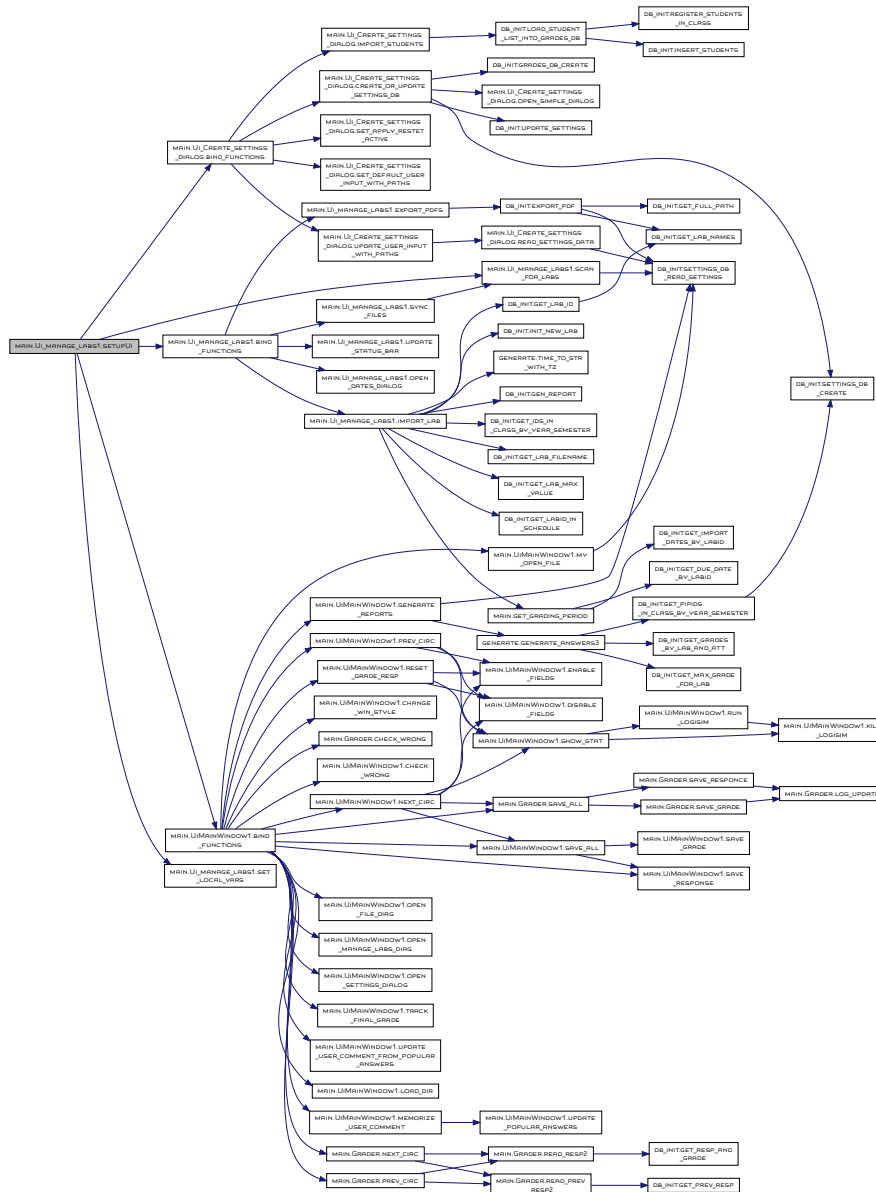 main.Ui_manage_labs1.setupUi
main.Ui_Create_settings
_dialog.bind_functions
main.Ui_manage_labs1.bind
_functions
main.UiMainWindow1.bind
_functions
main.Ui_manage_labs1.set
_local_vars
main.Ui_Create_settings
_dialog.import_students
main.Ui_Create_settings
_dialog.create_or_update
_settings_db
main.Ui_Create_settings
_dialog.set_apply_restet
_active
main.Ui_Create_settings
_dialog.set_default_user
_input_with_paths
main.Ui_manage_labs1.export_pdfs
main.Ui_Create_settings
_dialog.update_user_input
_with_paths
main.Ui_manage_labs1.sync
_files
main.Ui_manage_labs1.update
_status_bar
main.Ui_manage_labs1.open
_dates_dialog
main.Ui_manage_labs1.import_lab
main.UiMainWindow1.generate
_reports
main.UiMainWindow1.prev_circ
main.UiMainWindow1.reset
_grade_resp
main.UiMainWindow1.change
_win_style
main.Grader.check_wrong
main.UiMainWindow1.check
_wrong
main.UiMainWindow1.next_circ
main.UiMainWindow1.open
_file_diag
main.UiMainWindow1.open
_manage_labs_diag
main.UiMainWindow1.open
_settings_dialog
main.UiMainWindow1.track
_final_grade
main.UiMainWindow1.update
_user_comment_from_popular
_answers
main.UiMainWindow1.load_dir
main.UiMainWindow1.memorize
_user_comment
main.Grader.next_circ
main.Grader.prev_circ
db_init.load_student
_list_into_grades_db
db_init.grades_db_create
main.Ui_Create_settings
_dialog.open_simple_dialog
db_init.update_settings
db_init.export_pdf
main.Ui_Create_settings
_dialog.read_settings_data
main.Ui_manage_labs1.scan
_for_labs
db_init.get_lab_id
db_init.init_new_lab
generate.time_to_str
_with_tz
db_init.gen_report
db_init.get_ids_in
_class_by_year_semester
db_init.get_lab_filename
db_init.get_lab_max
_value
db_init.get_labid_in
_schedule
main.UiMainWindow1.mv
_open_file
main.get_grading_period
generate.generate_answers3
main.UiMainWindow1.enable
_fields
main.UiMainWindow1.disable
_fields
main.UiMainWindow1.show_stat
main.Grader.save_all
main.UiMainWindow1.save_all
main.UiMainWindow1.update
_popular_answers
main.Grader.read_resp2
main.Grader.read_prev
_resp2
db_init.register_students
_in_class
db_init.insert_students
db_init.get_full_path
db_init.get_lab_names
db_init.settings_db
_read_settings
db_init.get_import
_dates_by_labid
db_init.get_due_date
_by_labid
db_init.get_pipids
_in_class_by_year_semester
db_init.get_grades
_by_lab_and_att
db_init.get_max_grade
_for_lab
main.UiMainWindow1.run
_logisim
main.Grader.save_responce
main.Grader.save_grade
main.UiMainWindow1.save
_grade
main.UiMainWindow1.save
_response
db_init.get_resp_and
_grade
db_init.get_prev_resp
db_init.settings_db
_create
main.UiMainWindow1.kil
_logisim
main.Grader.log_update